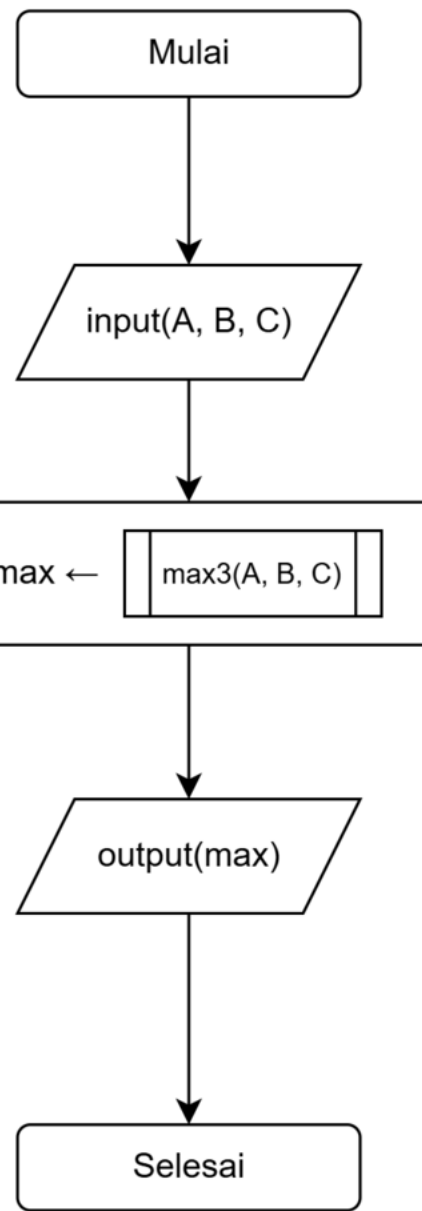 Mulai
input(A, B, C)
max ← max3(A, B, C)
output(max)
Selesai